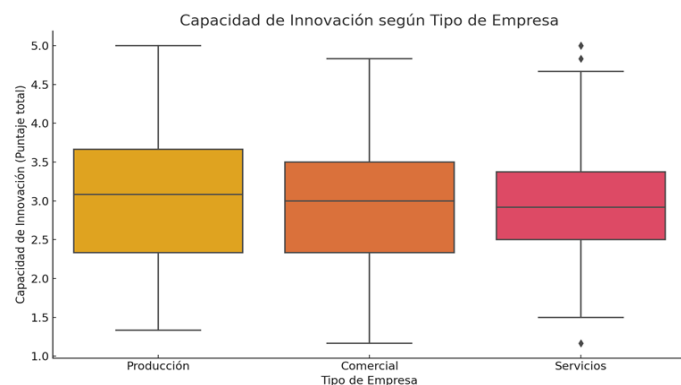 Capacidad de Innovación según Tipo de Empresa
Capacidad de Innovación (Puntaje total)
5.0
4.5
4.0
3.5
3.0
2.5
2.0
1.5
1.0
Producción
Comercial
Servicios
Tipo de Empresa